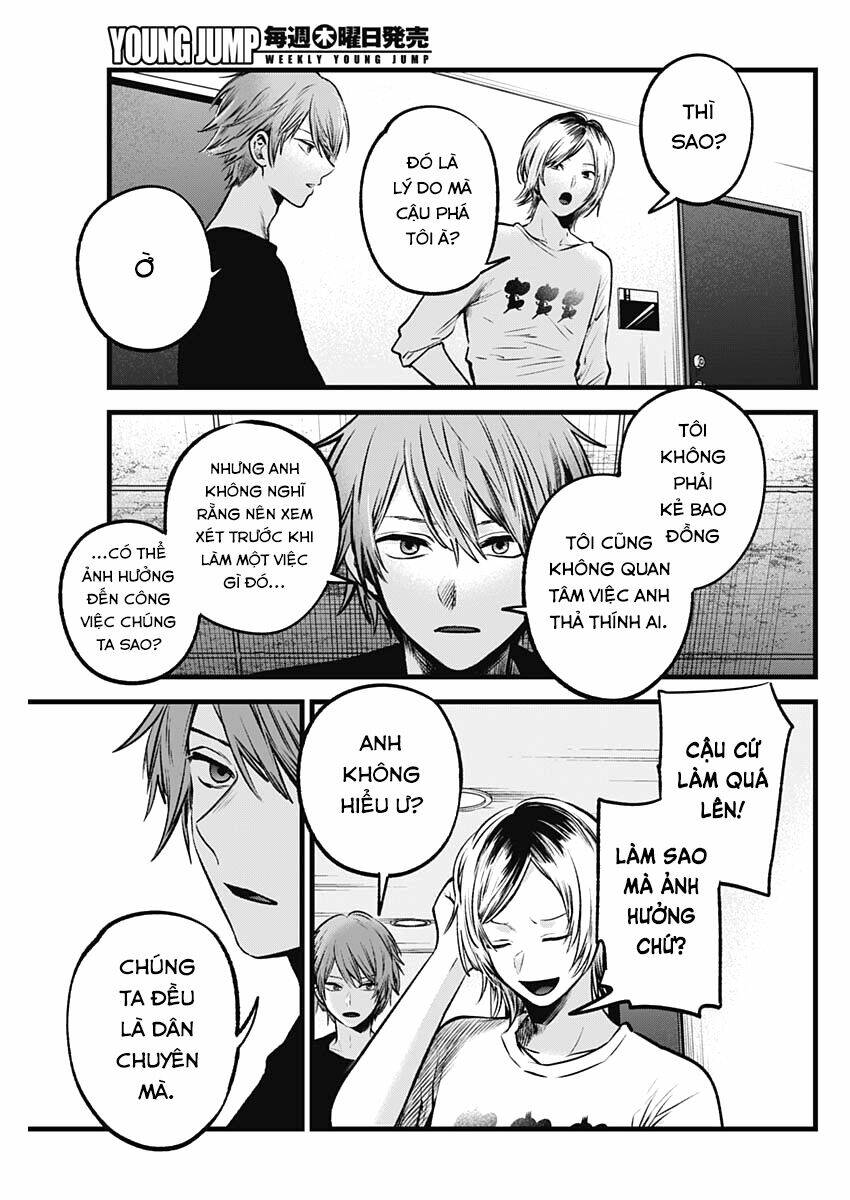 YOUNG JUMP 毎週木曜日発売
WEEKLY YOUNG JUMP
THÌ
SAO?
ĐÓ LÀ
LÝ DO MÀ
CẬU PHÁ
TÔI À?
Ờ
TÔI
KHÔNG
PHẢI
KẺ BAO
ĐỒNG
TÔI CŨNG
KHÔNG QUAN
TÂM VIỆC ANH
THẢ THÍNH AI.
NHƯNG ANH
KHÔNG NGHĨ
RẰNG NÊN XEM
XÉT TRƯỚC KHI
LÀM MỘT VIỆC
GÌ ĐÓ...
...CÓ THỂ
ẢNH HƯỞNG
ĐẾN CÔNG
VIỆC CHÚNG
TA SAO?
CẬU CỨ
LÀM QUÁ
LÊN!
LÀM SAO
MÀ ẢNH
HƯỞNG
CHỨ?
ANH
KHÔNG
HIỂU Ư?
CHÚNG
TA ĐỀU
LÀ DÂN
CHUYÊN
MÀ.